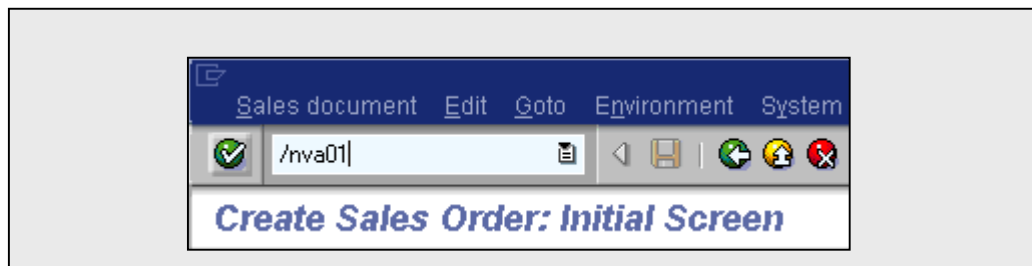 Sales document Edit Goto Environment System
/nva01
Create Sales Order: Initial Screen